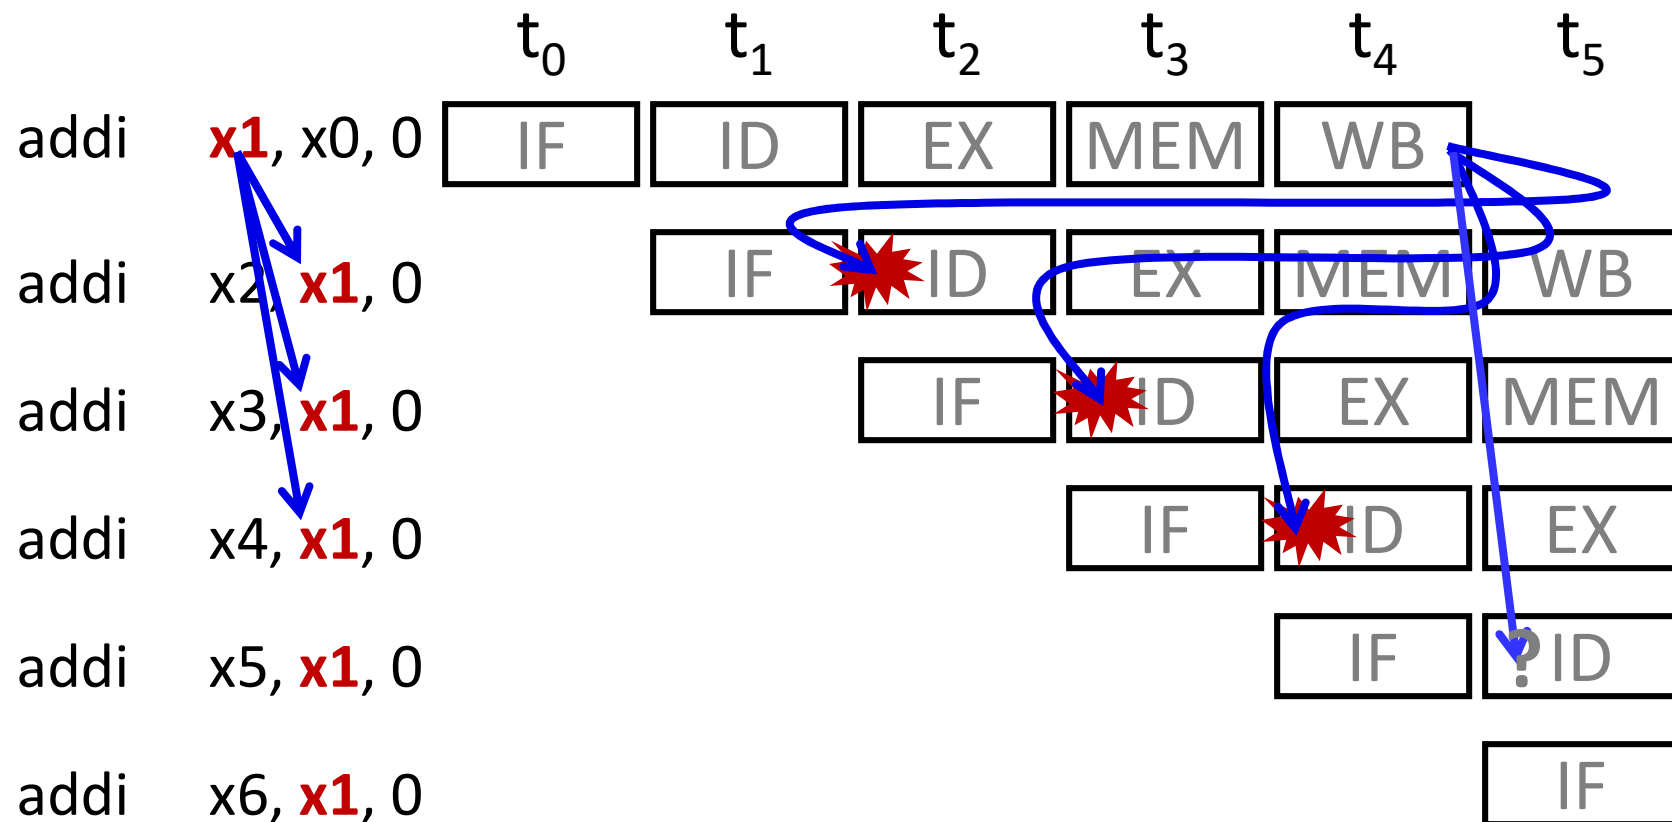 t0 t1 t2 t3 t4 t5
addi x1, x0, 0 IF ID EX MEM WB
addi x2, x1, 0 IF ID EX MEM WB
addi x3, x1, 0 IF ID EX MEM
addi x4, x1, 0 IF ID EX
addi x5, x1, 0 IF ? ID
addi x6, x1, 0 IF